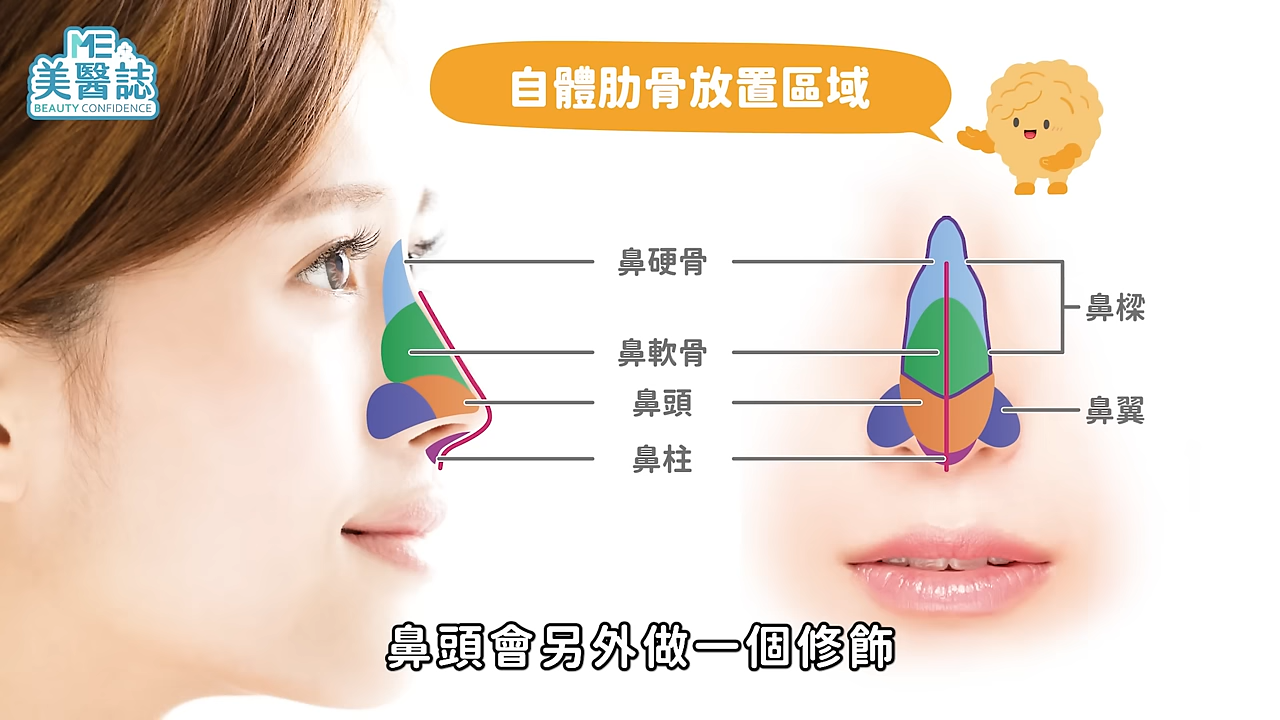 ME
美醫誌
BEAUTY CONFIDENCE
自體肋骨放置區域
鼻硬骨
鼻樑
鼻軟骨
鼻頭
鼻翼
鼻柱
鼻頭會另外做一個修飾